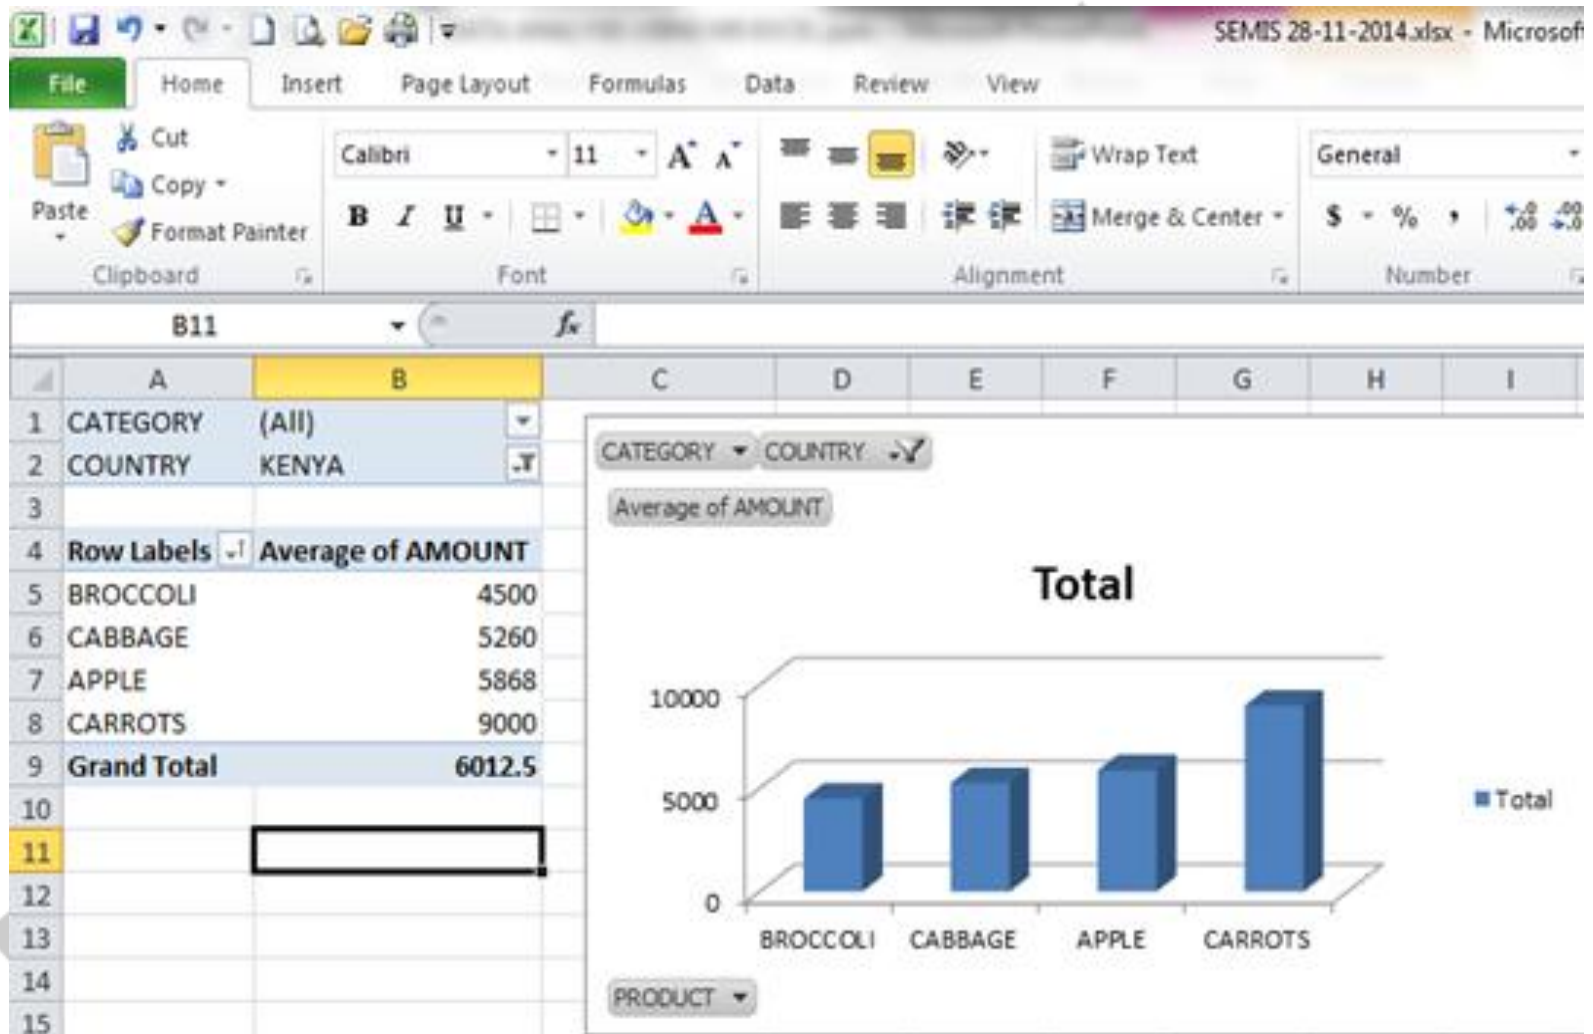 SEMIS 28-11-2014.xlsx - Microsoft
File Home Insert Page Layout Formulas Data Review View
Cut
Copy
Format Painter
Paste
Calibri 11 A A
Wrap Text
General
B I U A
Merge & Center
$ % , .00
Clipboard Font Alignment Number
B11 fx
A B C D E F G H I
1 CATEGORY (All)
2 COUNTRY KENYA
3
4 Row Labels Average of AMOUNT
5 BROCCOLI 4500
6 CABBAGE 5260
7 APPLE 5868
8 CARROTS 9000
9 Grand Total 6012.5
10
11
12
13
14
15
CATEGORY COUNTRY
Average of AMOUNT
Total
10000
5000
0
BROCCOLI CABBAGE APPLE CARROTS
Total
PRODUCT